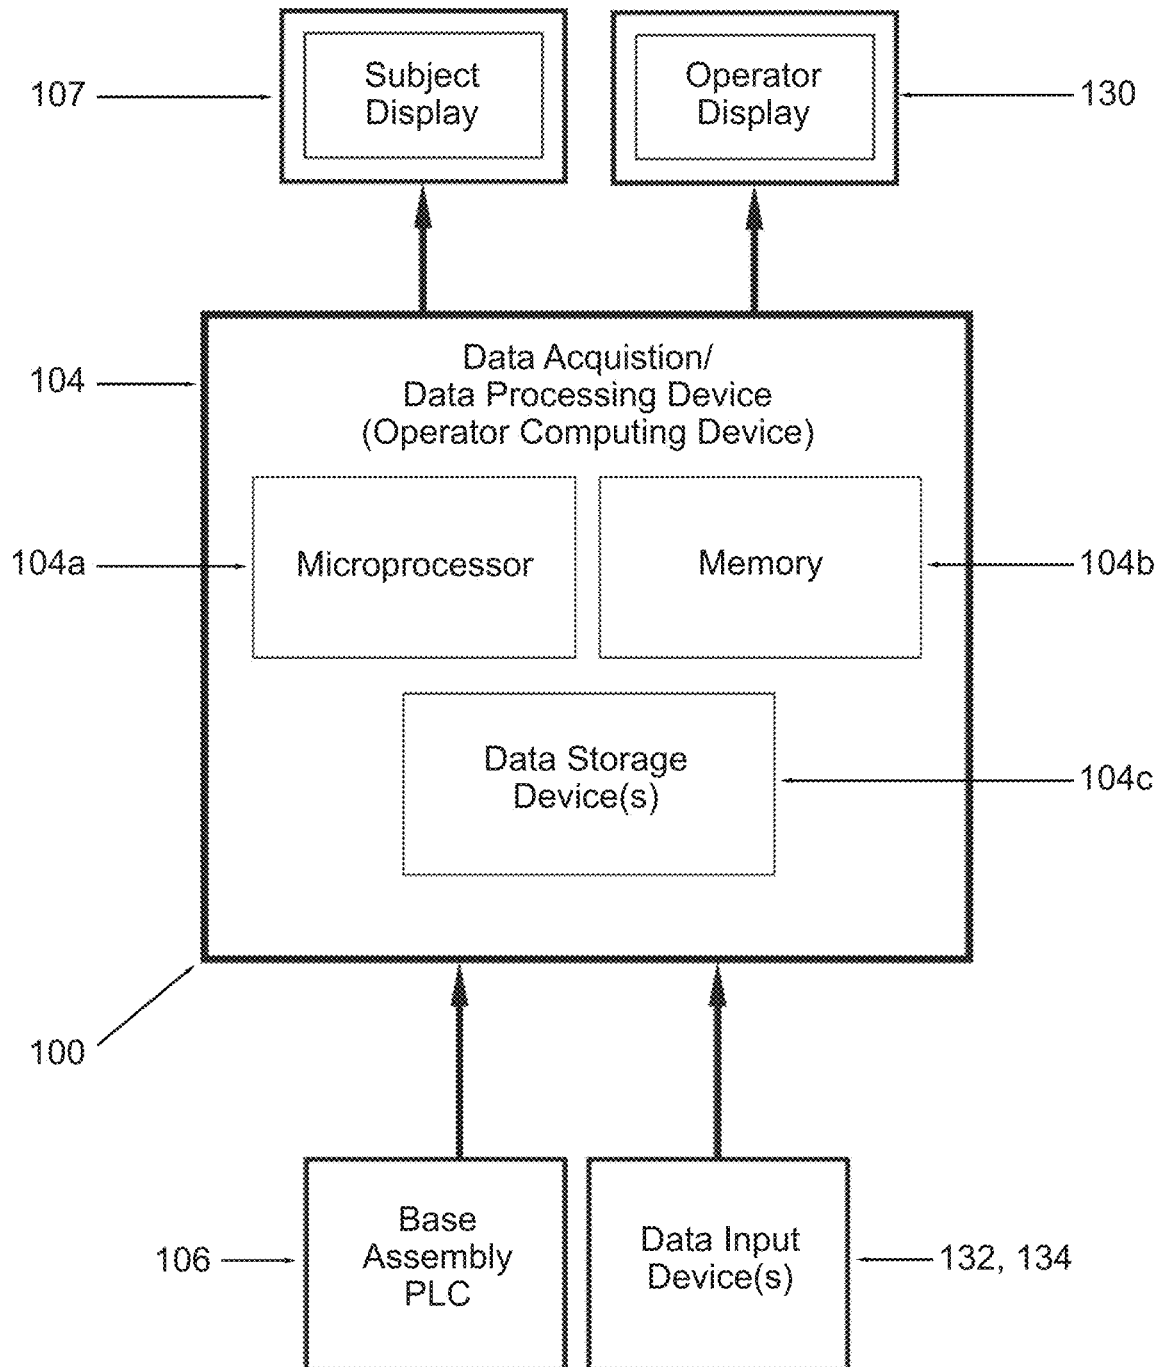 Subject
Display
Operator
Display
107
130
Data Acquistion/
Data Processing Device
(Operator Computing Device)
104
Microprocessor
Memory
104a
104b
Data Storage
Device(s)
104c
100
Base
Assembly
PLC
Data Input
Device(s)
106
132, 134